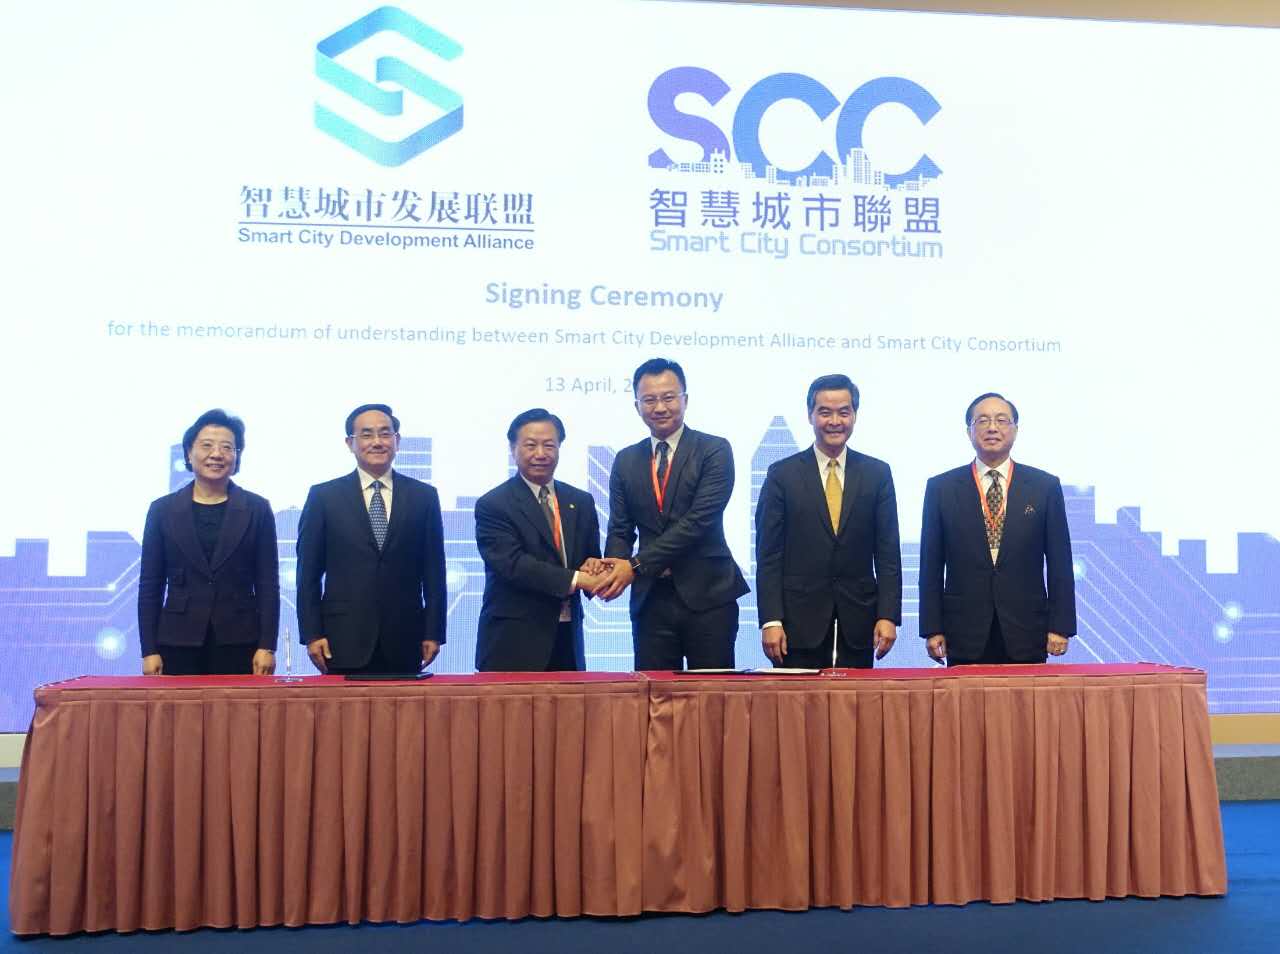 智慧城市发展联盟
Smart City Development Alliance
SCC
智慧城市聯盟
Smart City Consortium
Signing Ceremony
for the memorandum of understanding between Smart City Development Alliance and Smart City Consortium
13 April,